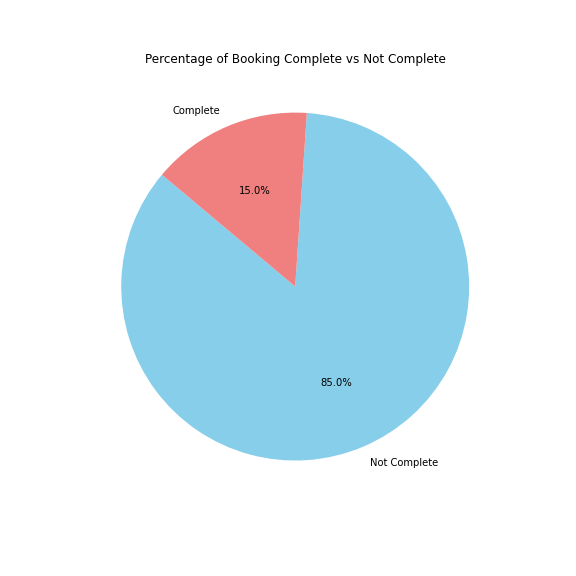 Percentage of Booking Complete vs Not Complete
Complete
15.0%
85.0%
Not Complete